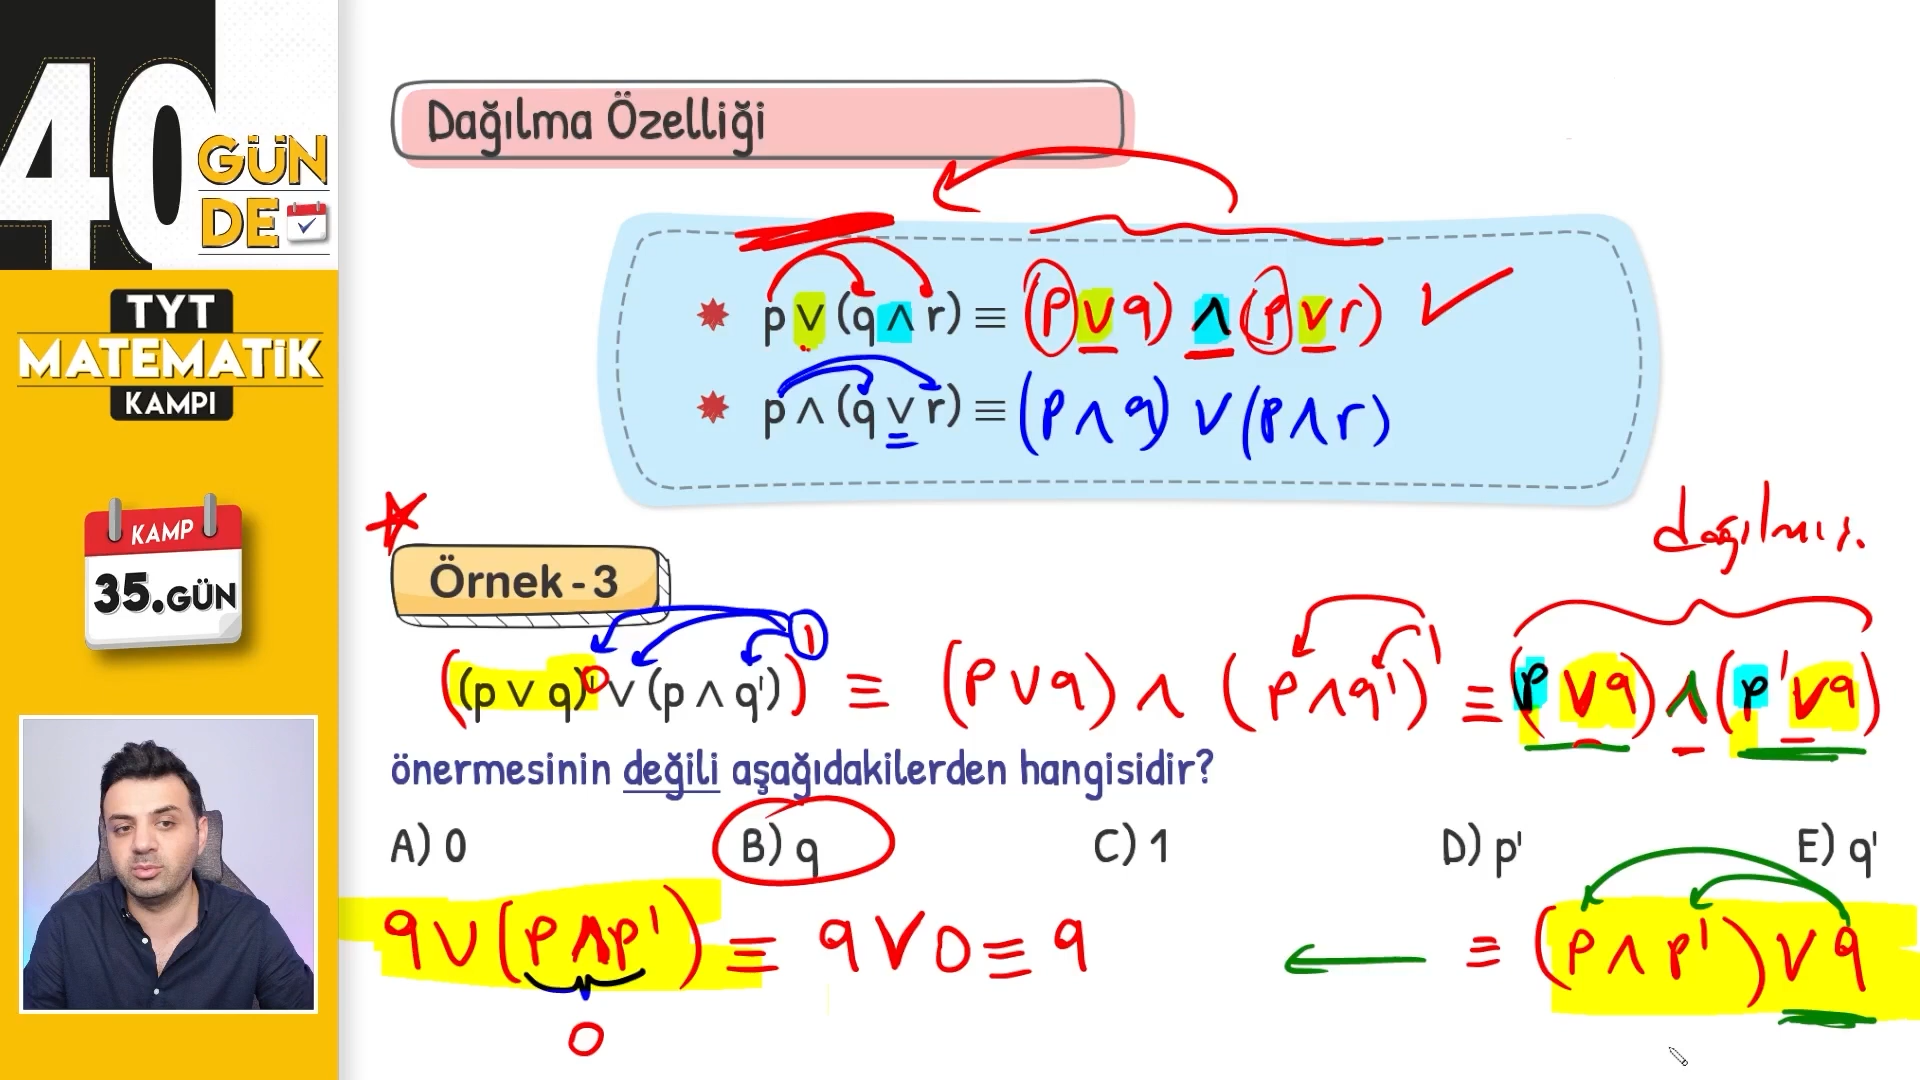 40
GÜN
DE
TYT
MATEMATİK
KAMPI
KAMP
35.GÜN
Dağılma Özelliği
p ∨ (q ∧ r) ≡ (p ∨ q) ∧ (p ∨ r) ✓
p ∧ (q ∨ r) ≡ (p ∧ q) ∨ (p ∧ r)
dağılmış.
Örnek - 3
1
((p ∨ q)' ∨ (p ∧ q')) ≡ (p ∨ q) ∧ (p ∧ q')' ≡ (p ∨ q) ∧ (p' ∨ q)
önermesinin değili aşağıdakilerden hangisidir?
A) 0 B) q C) 1 D) p' E) q'
q ∨ (p ∧ p') ≡ q ∨ 0 ≡ q ≡ (p ∧ p') ∨ q
0